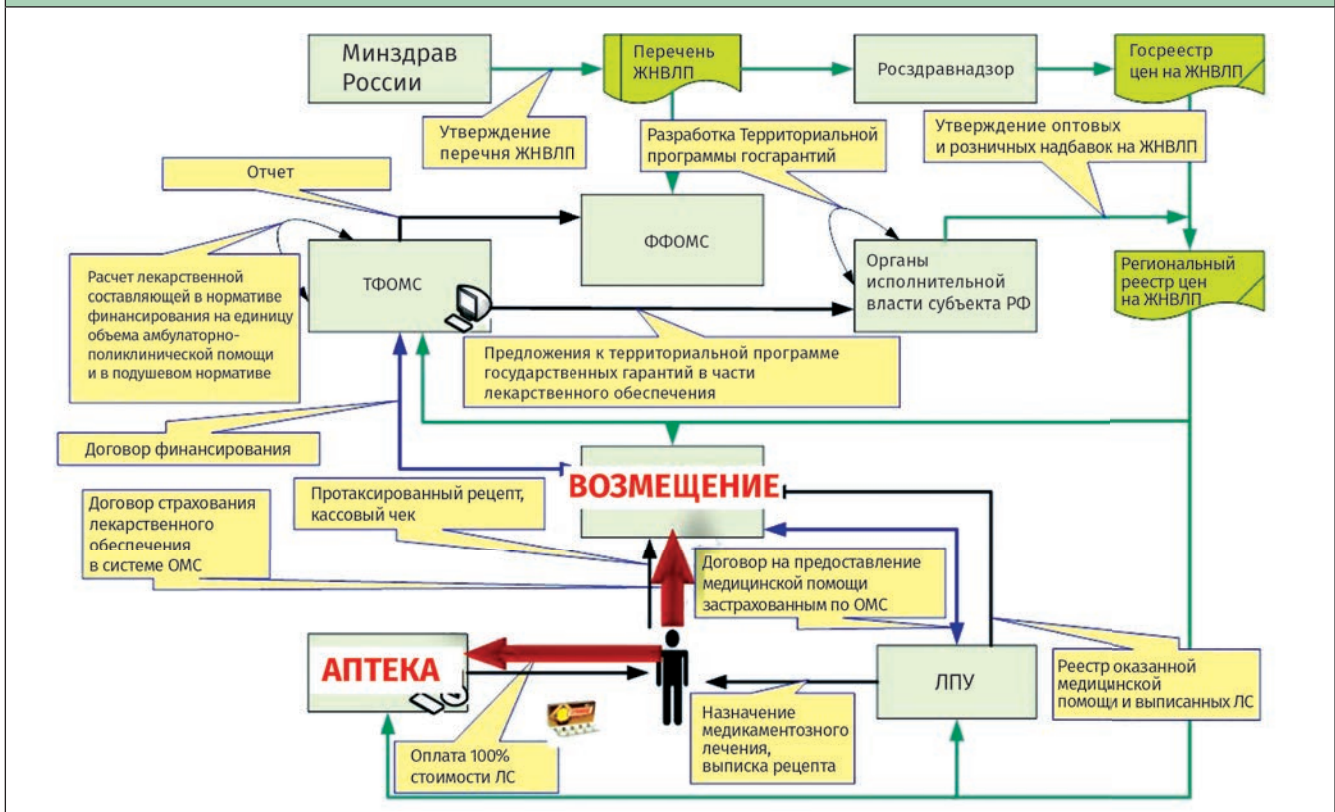 Минздрав
России
Перечень
ЖНВЛП
Росздравнадзор
Госреестр
цен на ЖНВЛП
Утверждение
перечня ЖНВЛП
Разработка Территориальной
программы госгарантий
Утверждение оптовых
и розничных надбавок на ЖНВЛП
Отчет
ФФОМС
ТФОМС
Органы
исполнительной
власти субъекта РФ
Региональный
реестр цен
на ЖНВЛП
Расчет лекарственной
составляющей в нормативе
финансирования на единицу
объема амбулаторно-
поликлинической помощи
и в подушевом нормативе
Предложения к территориальной программе
государственных гарантий в части
лекарственного обеспечения
Договор финансирования
ВОЗМЕЩЕНИЕ
Протаксированный рецепт,
кассовый чек
Договор страхования
лекарственного
обеспечения
в системе ОМС
Договор на предоставление
медицинской помощи
застрахованным по ОМС
АПТЕКА
ЛПУ
Реестр оказанной
медицинской
помощи и выписанных ЛС
Назначение
медикаментозного
лечения,
выписка рецепта
Оплата 100%
стоимости ЛС